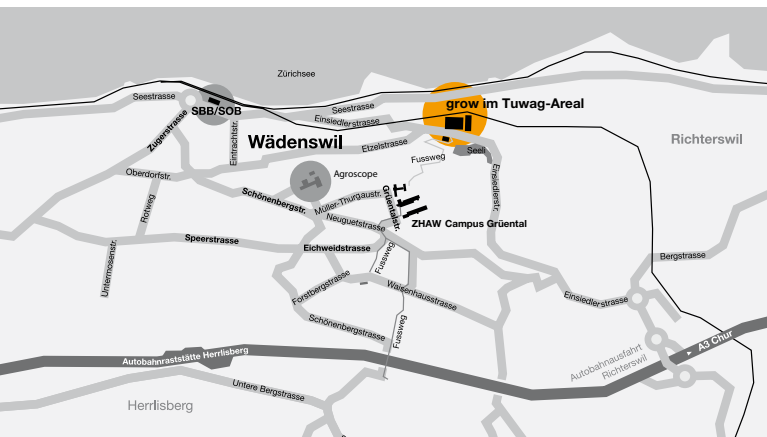 Zürichsee
Seestrasse
SBB/SOB
Seestrasse
grow im Tuwag-Areal
Zugerstrasse
Eintrachtstr.
Einsiedlerstrasse
Wädenswil
Etzelstrasse
Seeli
Richterswil
Fussweg
Oberdorfstr.
Agroscope
Einsiedlerstr.
Rotweg
Schönenbergstr.
Müller-Thurgaustr.
Grüentalstr.
Neuguetstrasse
ZHAW Campus Grüental
Untermosenstr.
Speerstrasse
Eichweidstrasse
Fussweg
Bergstrasse
Forstbergstrasse
Waisenhausstrasse
Einsiedlerstrasse
Schönenbergstrasse
Fussweg
Autobahnraststätte Herrlisberg
A3 Chur
Autobahnausfahrt
Richterswil
Untere Bergstrasse
Herrlisberg